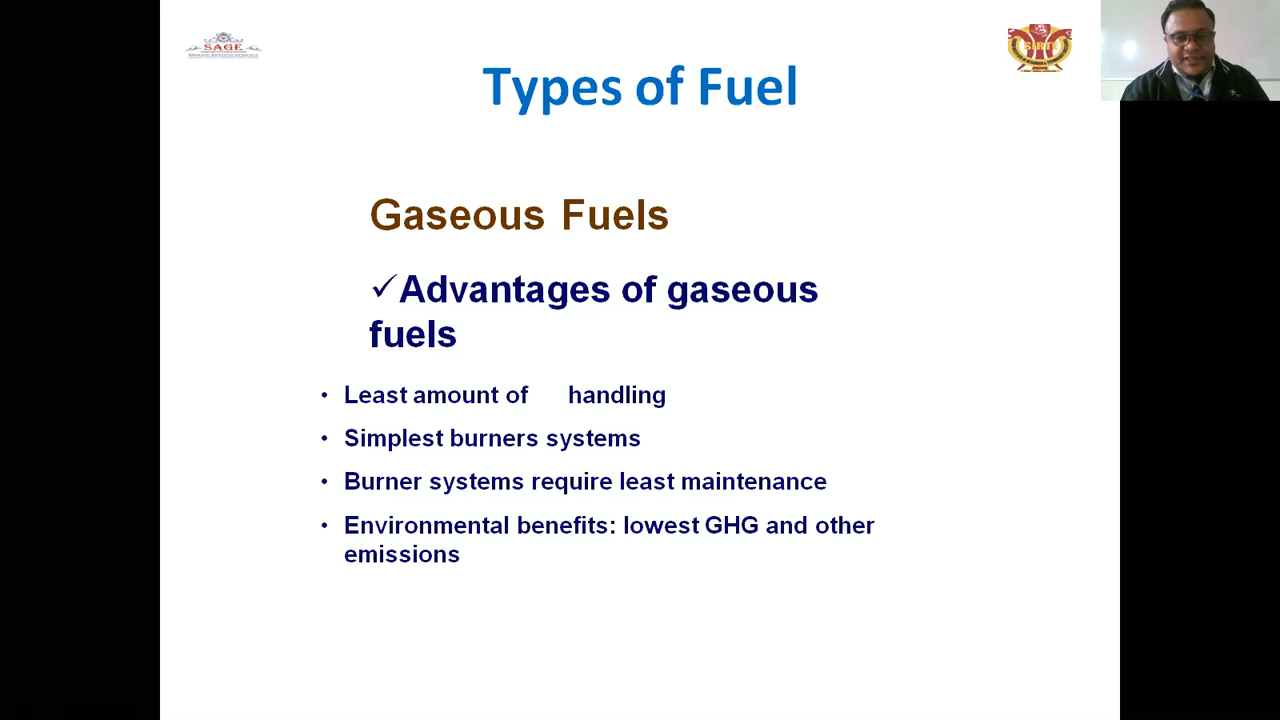 SAGE
SIRTE
Types of Fuel
Gaseous Fuels
✓Advantages of gaseous
fuels
• Least amount of handling
• Simplest burners systems
• Burner systems require least maintenance
• Environmental benefits: lowest GHG and other
emissions